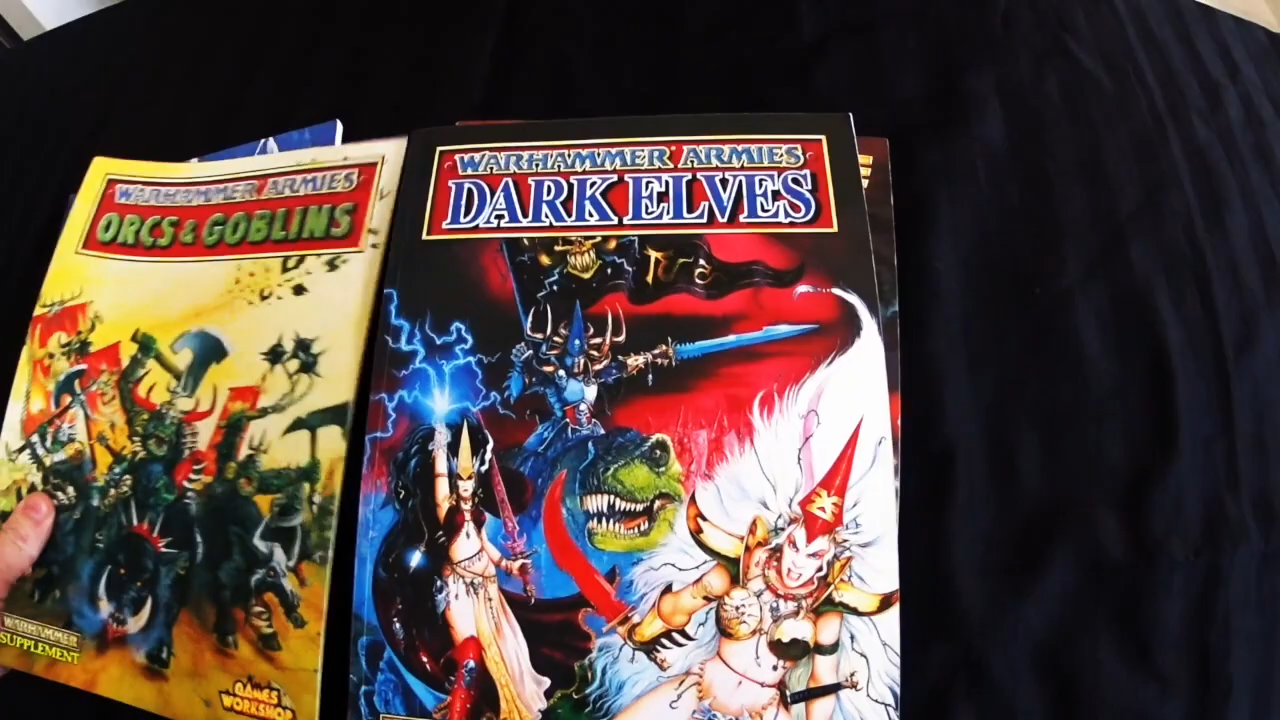 WARHAMMER ARMIES
ORCS & GOBLINS
WARHAMMER
SUPPLEMENT
GAMES
WORKSHOP
WARHAMMER ARMIES
DARK ELVES